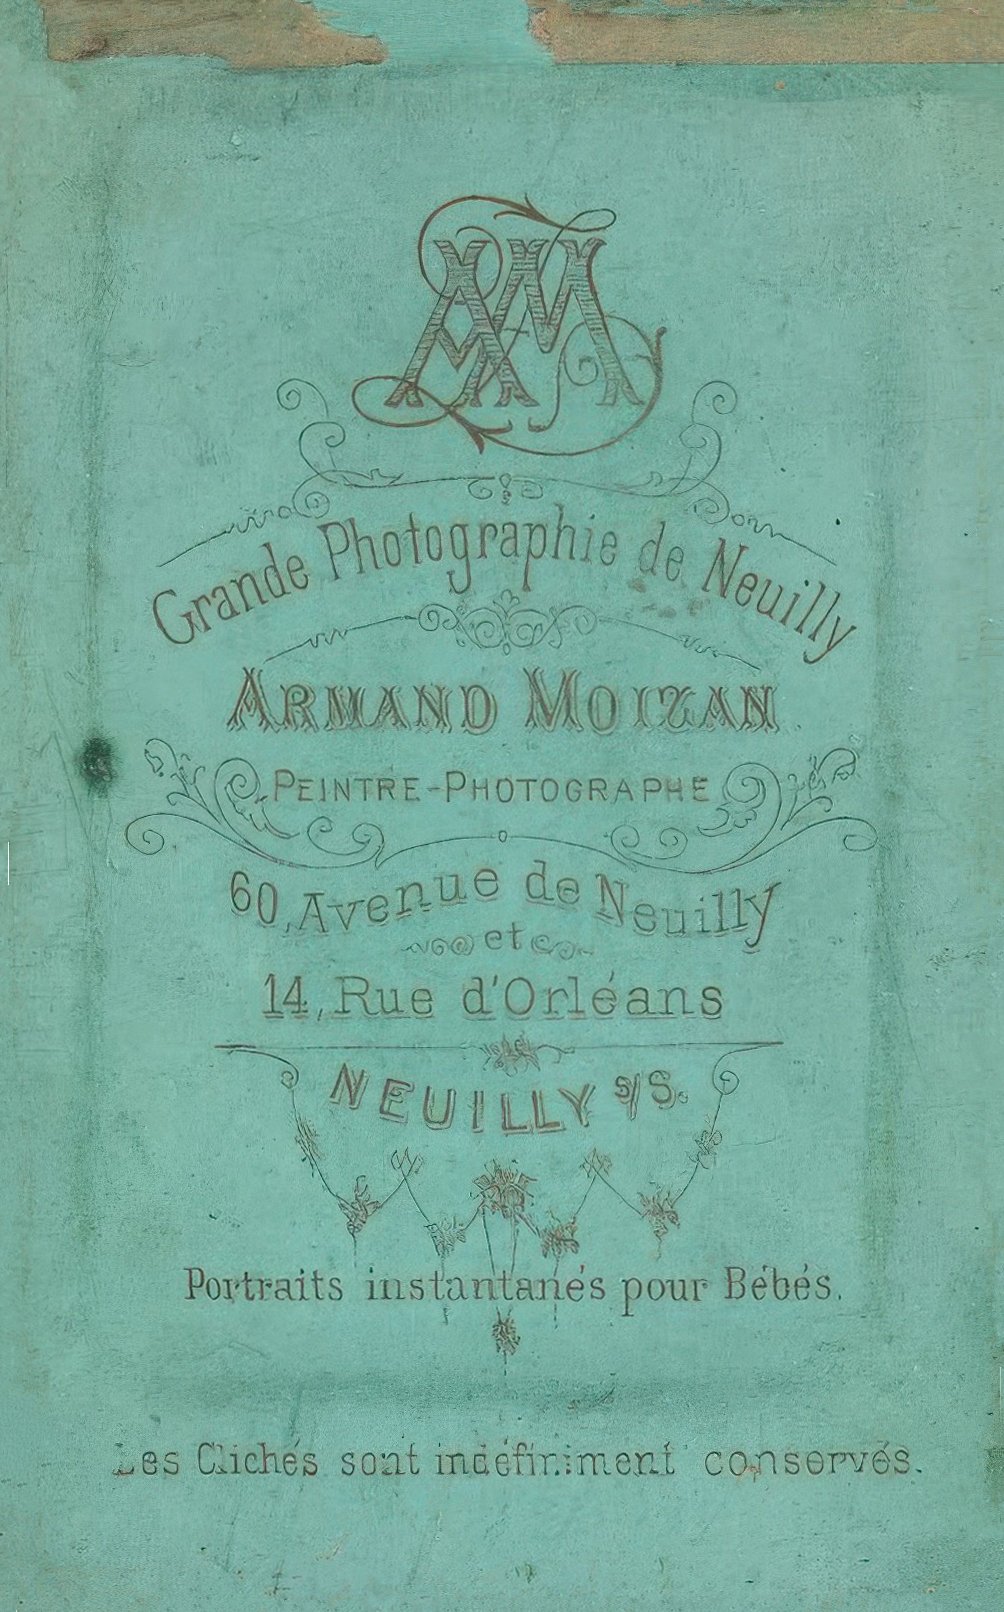 AM
Grande Photographie de Neuilly
ARMAND MOIZAN
PEINTRE-PHOTOGRAPHE
60, Avenue de Neuilly
et
14, Rue d'Orléans
NEUILLY S/S.
Portraits instantanés pour Bébés.
Les Clichés sont indéfiniment conservés.